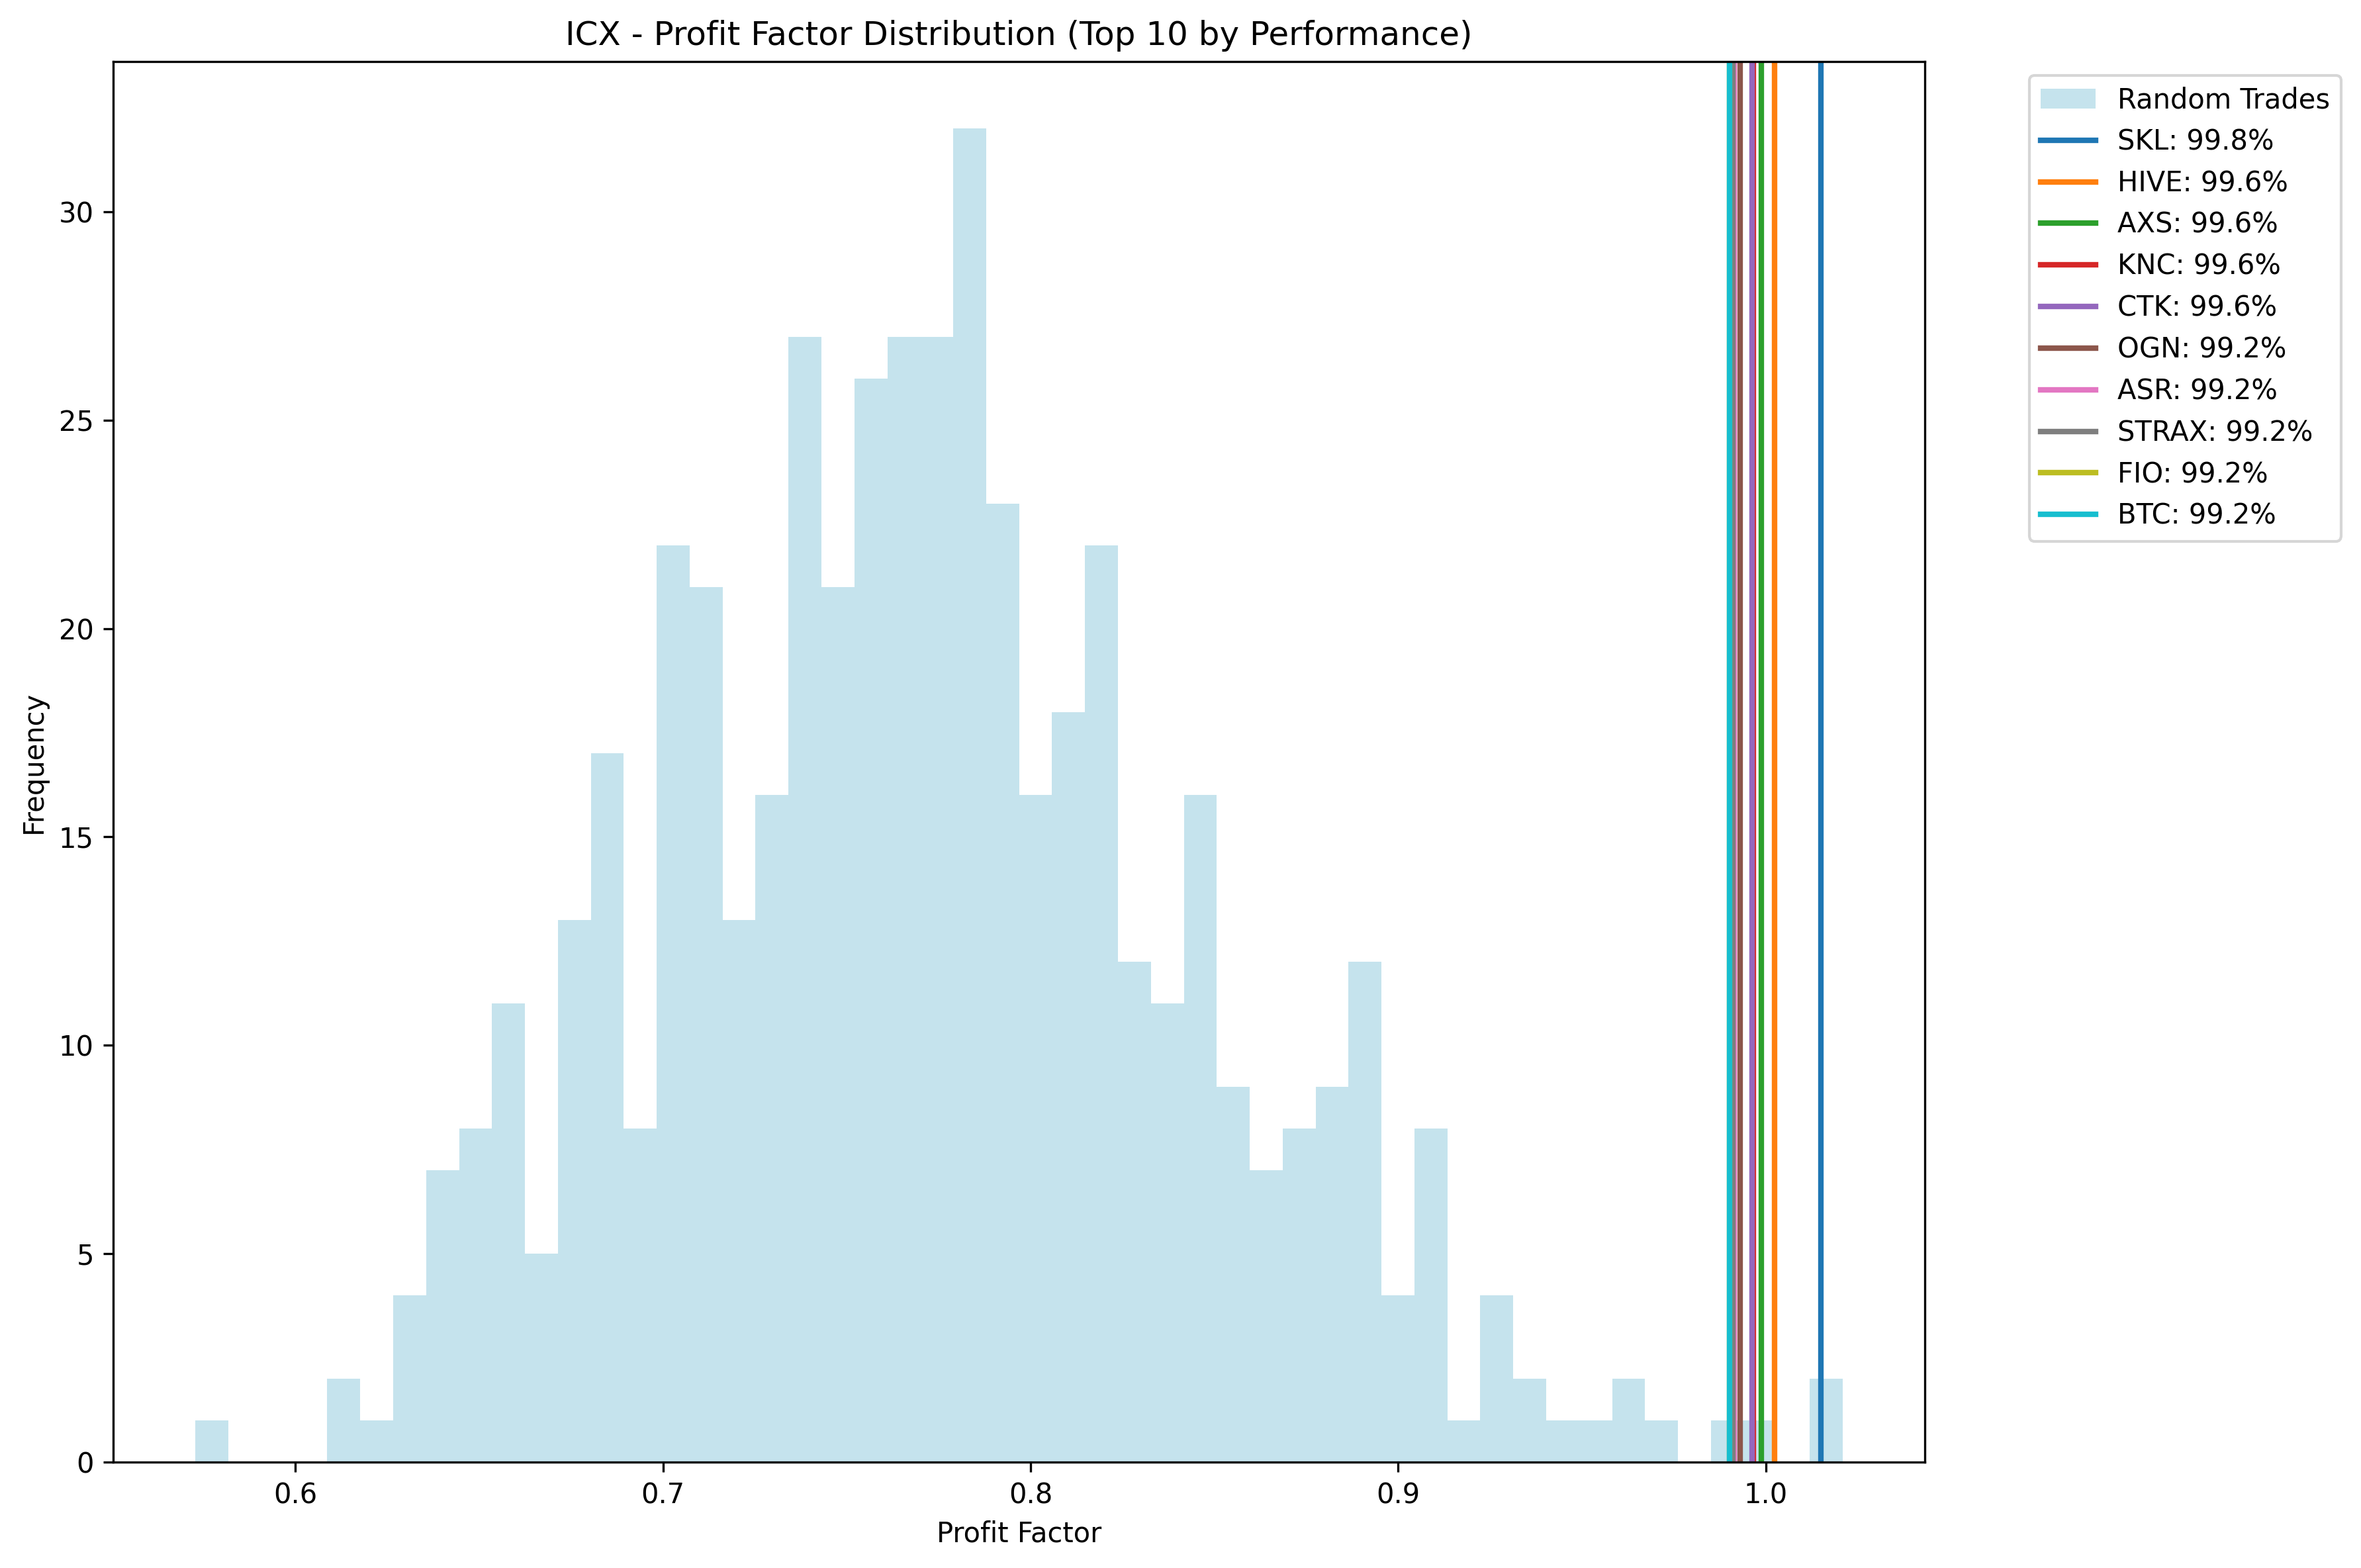 ICX - Profit Factor Distribution (Top 10 by Performance)
Random Trades
SKL: 99.8%
HIVE: 99.6%
AXS: 99.6%
KNC: 99.6%
CTK: 99.6%
OGN: 99.2%
ASR: 99.2%
STRAX: 99.2%
FIO: 99.2%
BTC: 99.2%
Frequency
30
25
20
15
10
5
0
0.6 0.7 0.8 0.9 1.0
Profit Factor